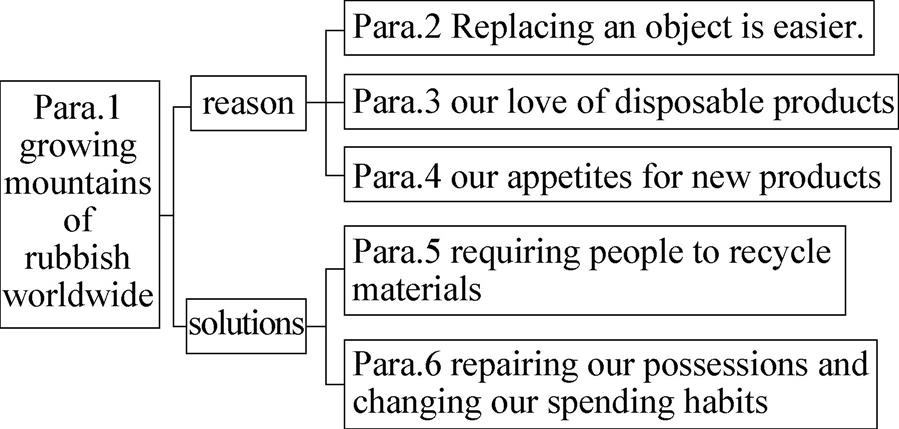 Para.1
growing
mountains
of
rubbish
worldwide
reason
Para.2 Replacing an object is easier.
Para.3 our love of disposable products
Para.4 our appetites for new products
solutions
Para.5 requiring people to recycle
materials
Para.6 repairing our possessions and
changing our spending habits